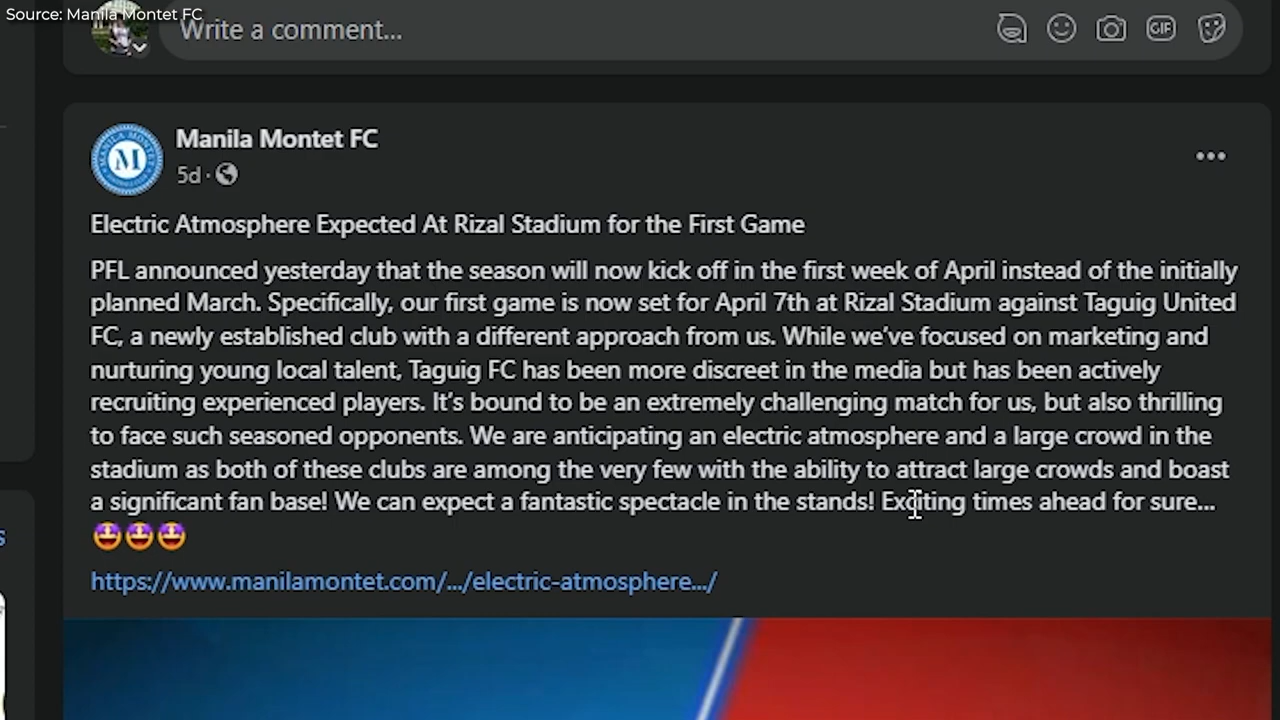 Source: Manila Montet FC
Write a comment...
GIF
Manila Montet FC
MANILA MONTET
M
5d ·
Electric Atmosphere Expected At Rizal Stadium for the First Game
PFL announced yesterday that the season will now kick off in the first week of April instead of the initially
planned March. Specifically, our first game is now set for April 7th at Rizal Stadium against Taguig United
FC, a newly established club with a different approach from us. While we’ve focused on marketing and
nurturing young local talent, Taguig FC has been more discreet in the media but has been actively
recruiting experienced players. It’s bound to be an extremely challenging match for us, but also thrilling
to face such seasoned opponents. We are anticipating an electric atmosphere and a large crowd in the
stadium as both of these clubs are among the very few with the ability to attract large crowds and boast
a significant fan base! We can expect a fantastic spectacle in the stands! Exciting times ahead for sure...
🤩🤩🤩
https://www.manilamontet.com/.../electric-atmosphere.../